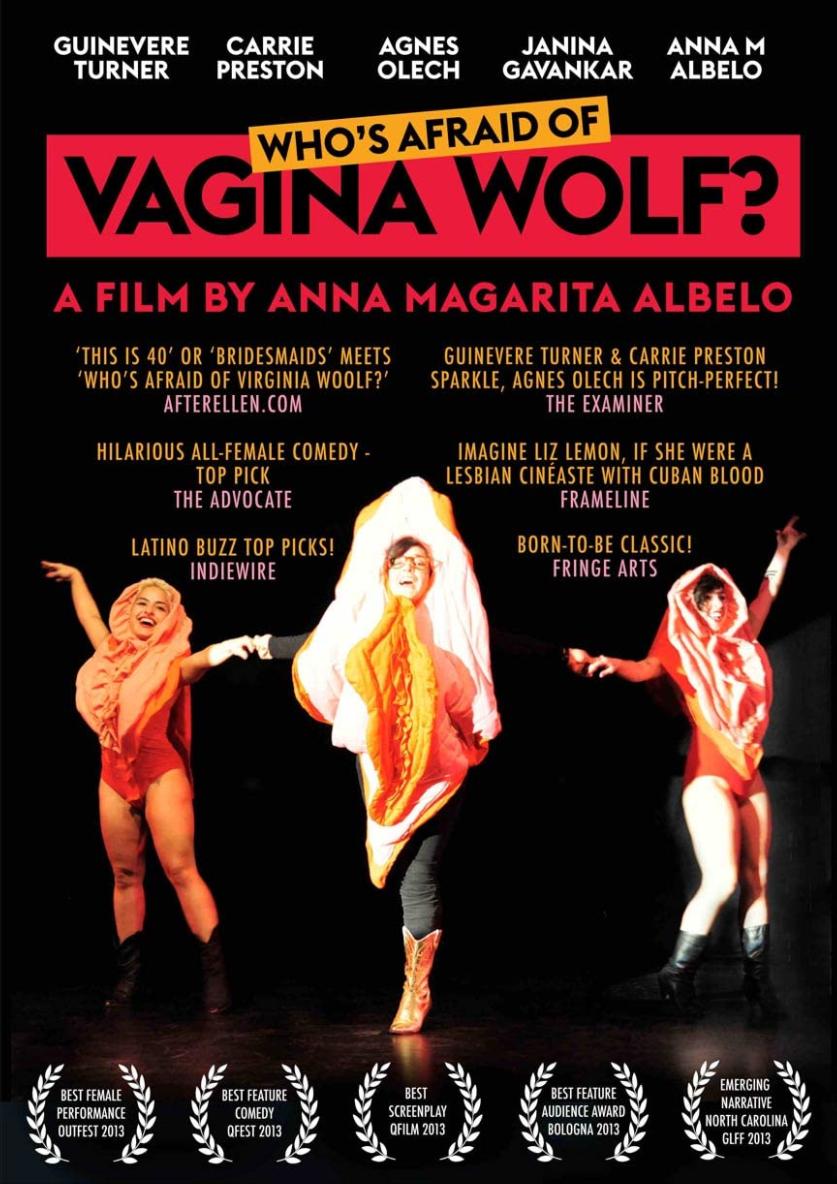 GUINEVERE TURNER
CARRIE PRESTON
AGNES OLECH
JANINA GAVANKAR
ANNA M ALBELO
WHO'S AFRAID OF
VAGINA WOLF?
A FILM BY ANNA MAGARITA ALBELO
'THIS IS 40' OR 'BRIDESMAIDS' MEETS
'WHO'S AFRAID OF VIRGINIA WOOLF?'
AFTERELLEN.COM
GUINEVERE TURNER & CARRIE PRESTON
SPARKLE, AGNES OLECH IS PITCH-PERFECT!
THE EXAMINER
HILARIOUS ALL-FEMALE COMEDY -
TOP PICK
THE ADVOCATE
IMAGINE LIZ LEMON, IF SHE WERE A
LESBIAN CINÉASTE WITH CUBAN BLOOD
FRAMELINE
LATINO BUZZ TOP PICKS!
INDIEWIRE
BORN-TO-BE CLASSIC!
FRINGE ARTS
BEST FEMALE
PERFORMANCE
OUTFEST 2013
BEST FEATURE
COMEDY
QFEST 2013
BEST
SCREENPLAY
QFILM 2013
BEST FEATURE
AUDIENCE AWARD
BOLOGNA 2013
EMERGING
NARRATIVE
NORTH CAROLINA
GLFF 2013